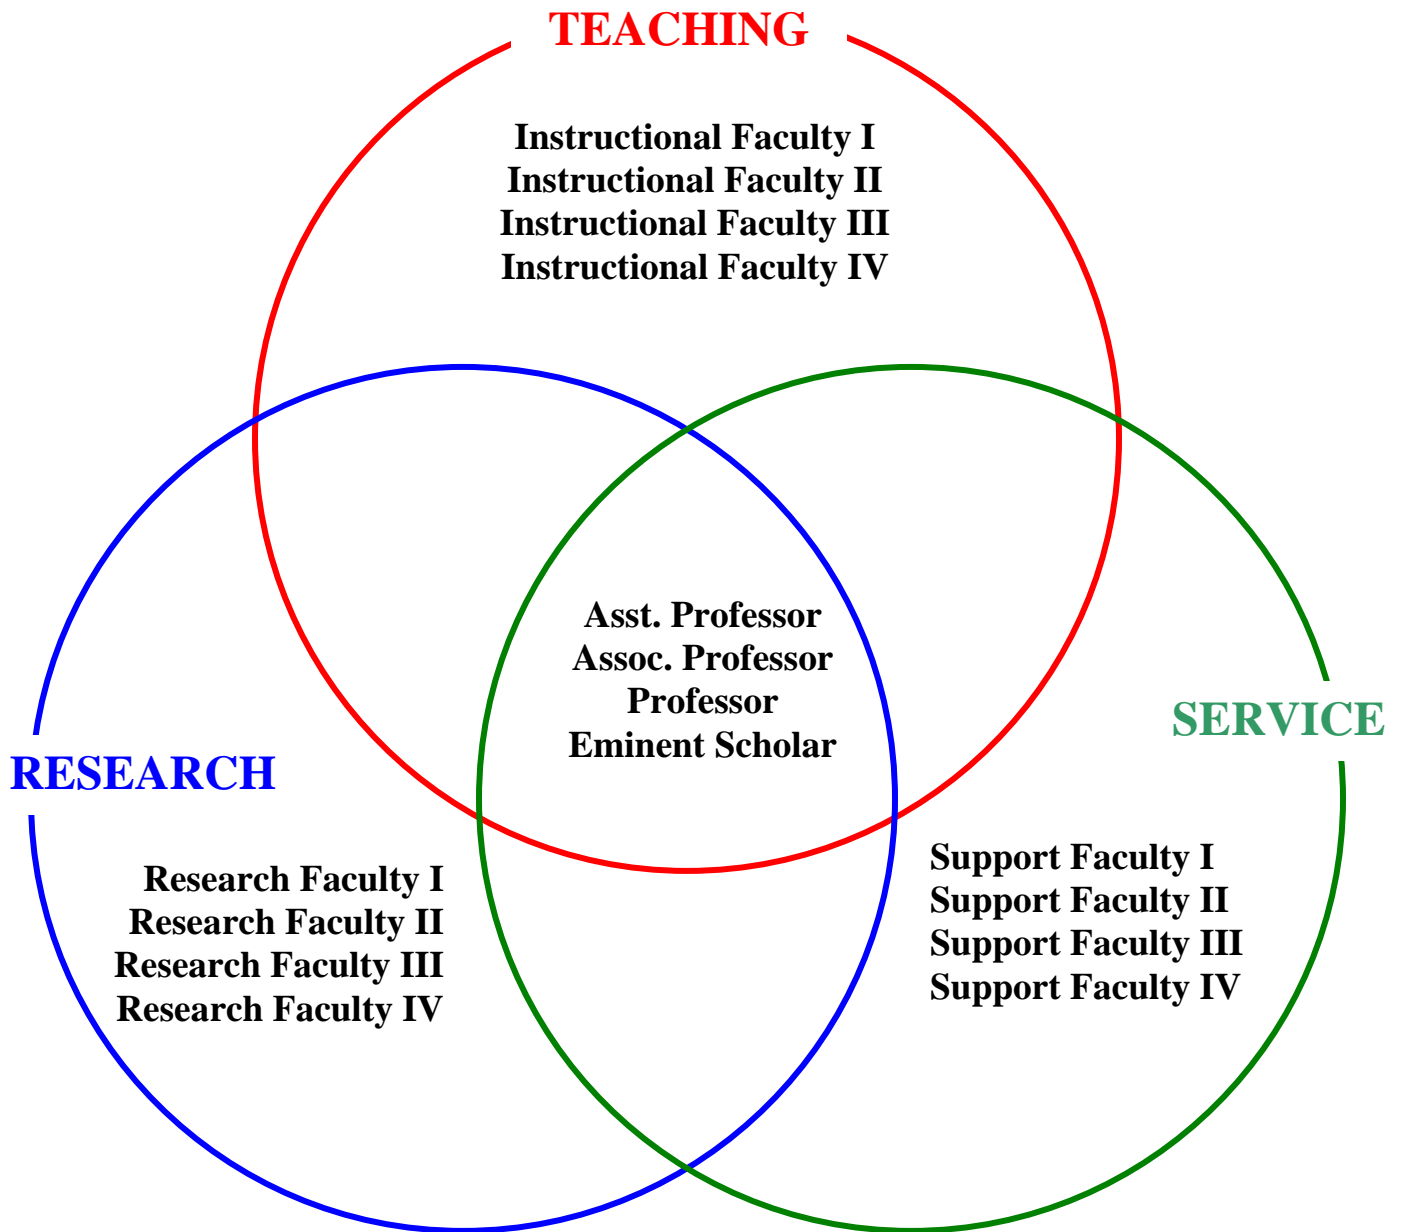 TEACHING
Instructional Faculty I
Instructional Faculty II
Instructional Faculty III
Instructional Faculty IV
Asst. Professor
Assoc. Professor
Professor
Eminent Scholar
SERVICE
RESEARCH
Research Faculty I
Research Faculty II
Research Faculty III
Research Faculty IV
Support Faculty I
Support Faculty II
Support Faculty III
Support Faculty IV